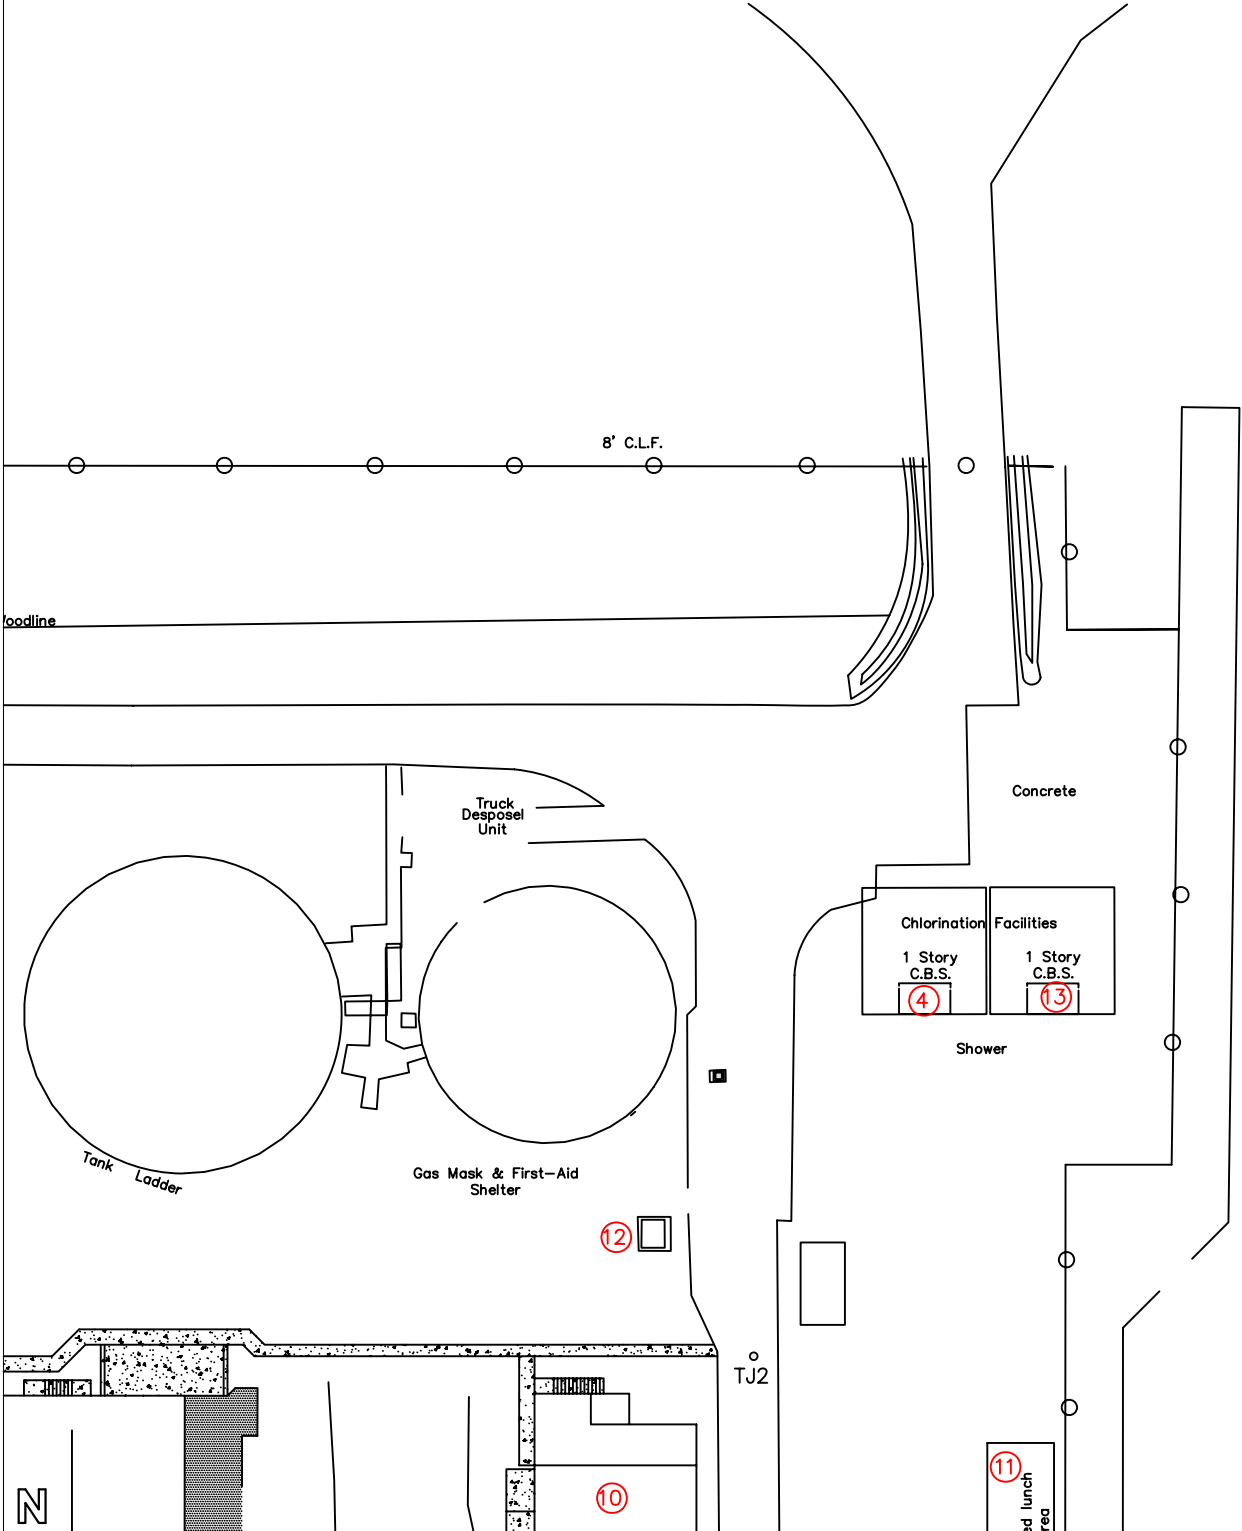 8' C.L.F.
Woodline
Concrete
Truck
Desposel
Unit
Chlorination Facilities
1 Story
C.B.S.
1 Story
C.B.S.
4
13
Shower
Tank Ladder
Gas Mask & First-Aid
Shelter
12
TJ2
11
ed lunch
rea
10
N